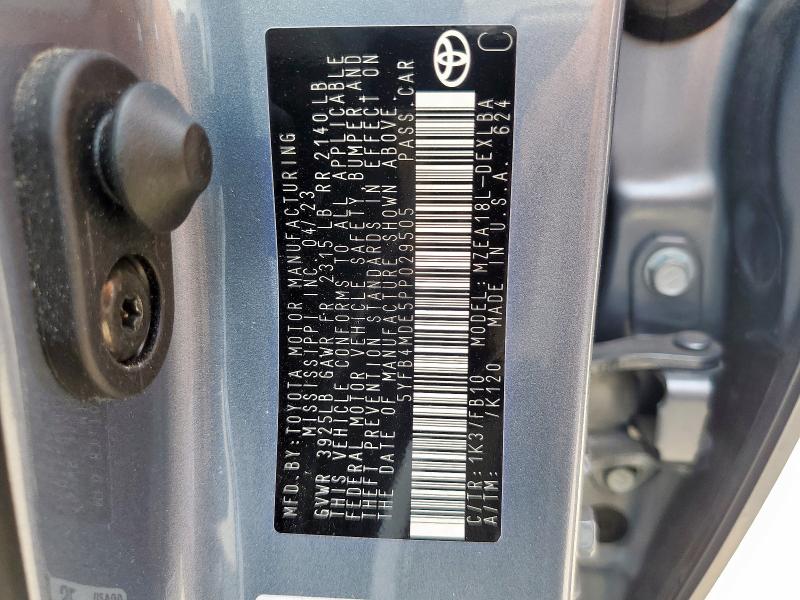 MFD BY:TOYOTA MOTOR MANUFACTURING
MISSISSIPPI INC.04/23
GVWR 3925LB GAWR FR 2315 LB RR 2140LB
THIS VEHICLE CONFORMS TO ALL APPLICABLE
FEDERAL MOTOR VEHICLE SAFETY, BUMPER AND
THEFT PREVENTION STANDARDS IN EFFECT ON
THE DATE OF MANUFACTURE SHOWN ABOVE.
5YFB4MDE5PP029505 PASS.CAR
C/TR: 1K3/FB10 MODEL:MZEA18L-DEXLBA
A/TM: /K120 MADE IN U.S.A. 624
C